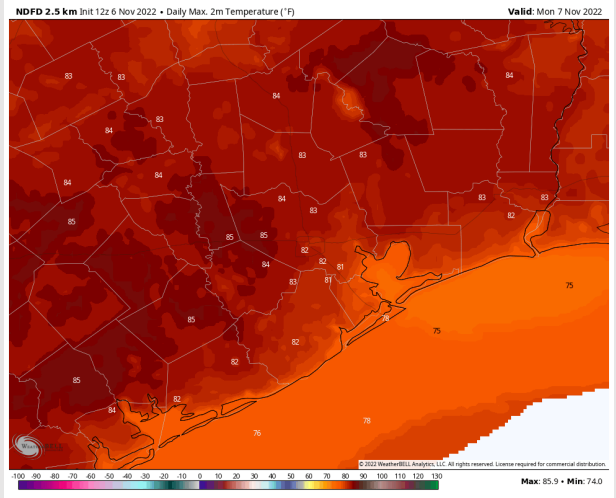 NDFD 2.5 km Init 12z 6 Nov 2022 • Daily Max. 2m Temperature (°F) Valid: Mon 7 Nov 2022
83 83 84
84
83
84
83 83
84 84
84 83 83
83 82
85
85 85
82
84 82 81
83 81
75
85 78
75
82
82
85
82
84
78
76
WeatherBELL
© 2022 WeatherBELL Analytics, LLC. All rights reserved. License required for commercial distribution.
-100 -90 -80 -70 -60 -50 -40 -30 -20 -10 0 10 20 30 40 50 60 70 80 90 100 110 120 130
Max: 85.9 • Min: 74.0